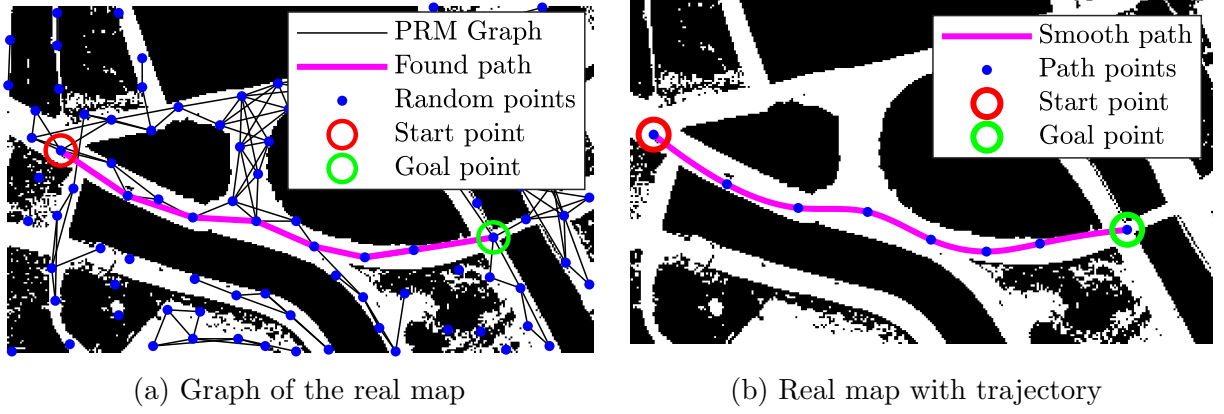 PRM Graph
Found path
Random points
Start point
Goal point
Smooth path
Path points
Start point
Goal point
(a) Graph of the real map
(b) Real map with trajectory